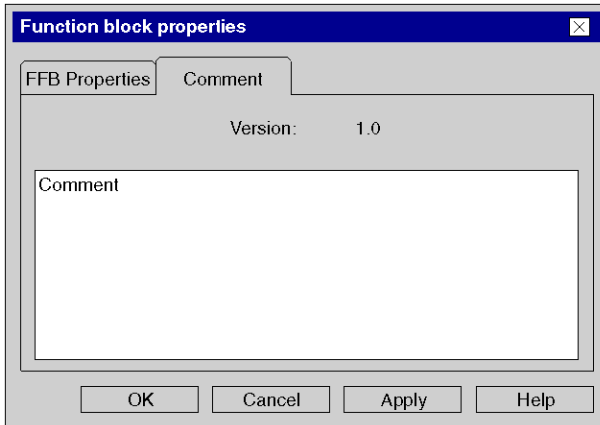 Function block properties
FFB Properties Comment
Version: 1.0
Comment
OK Cancel Apply Help